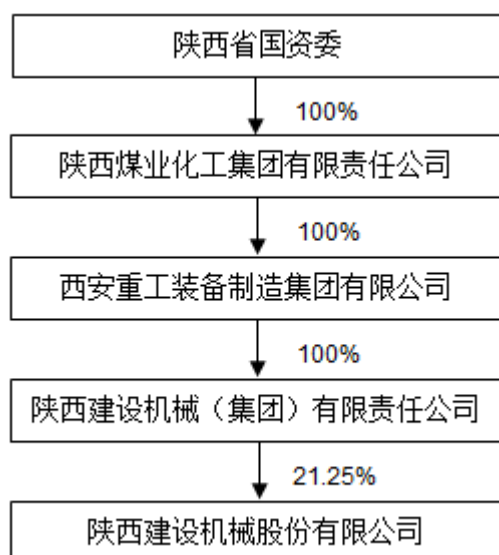 陕西省国资委
100%
陕西煤业化工集团有限责任公司
100%
西安重工装备制造集团有限公司
100%
陕西建设机械（集团）有限责任公司
21.25%
陕西建设机械股份有限公司